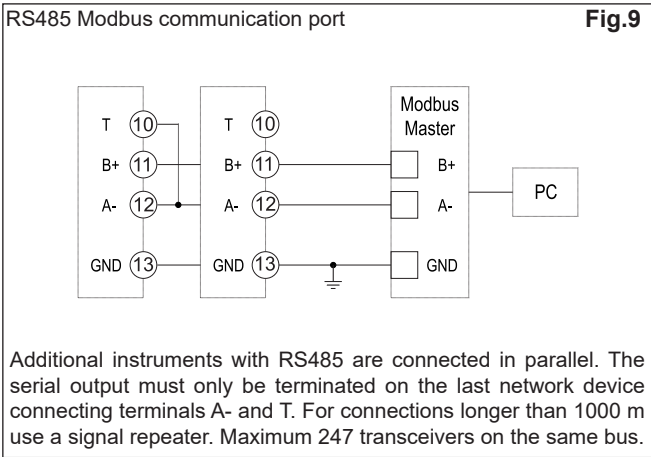 RS485 Modbus communication port Fig.9
Modbus
Master
T 10 T 10
B+ 11 B+ 11 B+
A- 12 A- 12 A-
PC
GND 13 GND 13 GND
Additional instruments with RS485 are connected in parallel. The
serial output must only be terminated on the last network device
connecting terminals A- and T. For connections longer than 1000 m
use a signal repeater. Maximum 247 transceivers on the same bus.